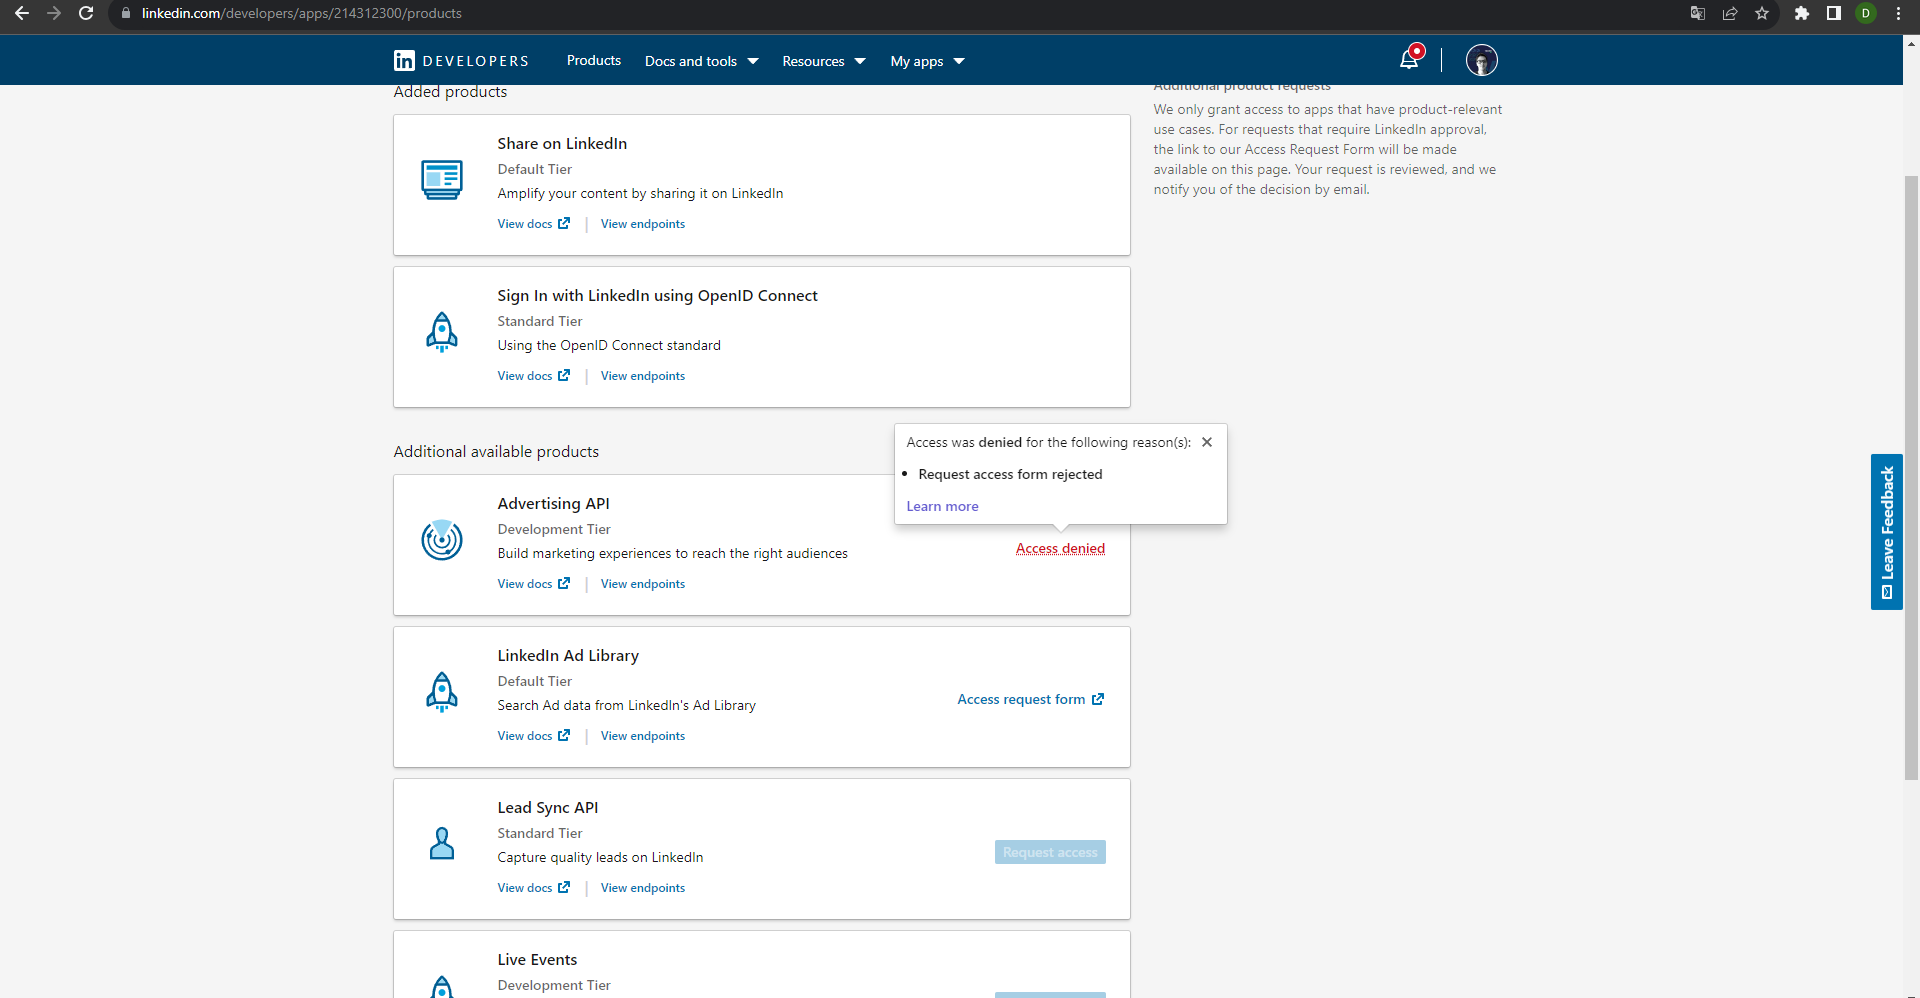 linkedin.com/developers/apps/214312300/products
D
in DEVELOPERS
Products
Docs and tools
Resources
My apps
Added products
Share on LinkedIn
Default Tier
Amplify your content by sharing it on LinkedIn
View docs | View endpoints
Sign In with LinkedIn using OpenID Connect
Standard Tier
Using the OpenID Connect standard
View docs | View endpoints
Additional product requests
We only grant access to apps that have product-relevant
use cases. For requests that require LinkedIn approval,
the link to our Access Request Form will be made
available on this page. Your request is reviewed, and we
notify you of the decision by email.
Additional available products
Access was denied for the following reason(s):
• Request access form rejected
Learn more
Advertising API
Development Tier
Build marketing experiences to reach the right audiences
Access denied
View docs | View endpoints
LinkedIn Ad Library
Default Tier
Search Ad data from LinkedIn's Ad Library
Access request form
View docs | View endpoints
Lead Sync API
Standard Tier
Capture quality leads on LinkedIn
Request access
View docs | View endpoints
Live Events
Development Tier
Leave Feedback